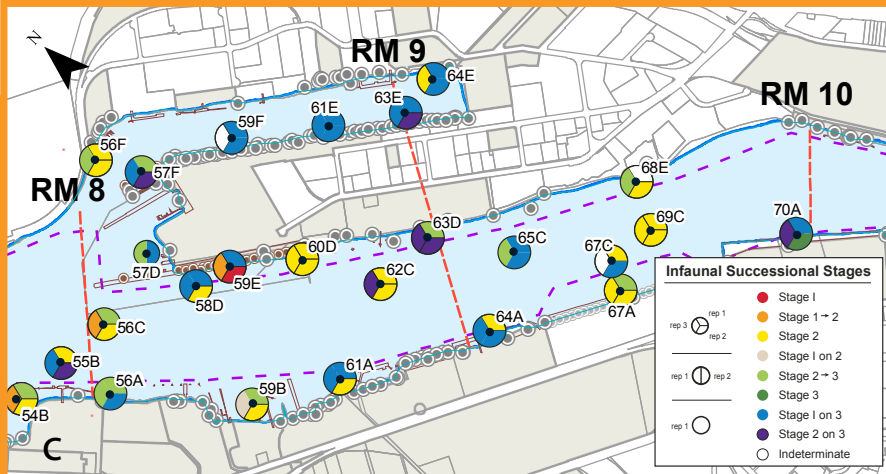 N
RM 9
64E
63E
61E
59F
RM 10
56F
57F
68E
RM 8
69C
70A
63D
60D
65C
67C
57D
59E
62C
58D
67A
56C
64A
55B
61A
56A
59B
54B
C
Infaunal Successional Stages
rep 1
rep 3
rep 2
rep 1 rep 2
rep 1
Stage I
Stage 1 → 2
Stage 2
Stage I on 2
Stage 2 → 3
Stage 3
Stage I on 3
Stage 2 on 3
Indeterminate